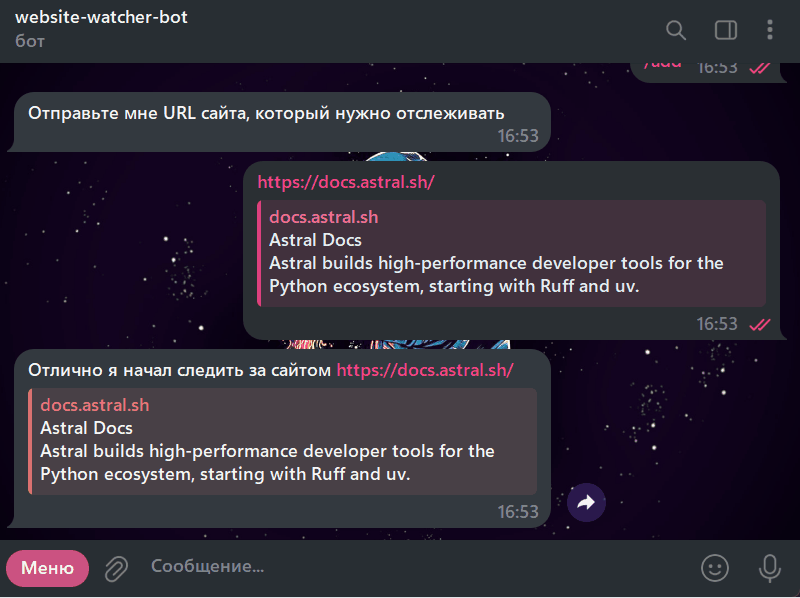 website-watcher-bot
бот
/add 16:53
Отправьте мне URL сайта, который нужно отслеживать
16:53
https://docs.astral.sh/
docs.astral.sh
Astral Docs
Astral builds high-performance developer tools for the
Python ecosystem, starting with Ruff and uv.
16:53
Отлично я начал следить за сайтом https://docs.astral.sh/
docs.astral.sh
Astral Docs
Astral builds high-performance developer tools for the
Python ecosystem, starting with Ruff and uv.
16:53
Меню
Сообщение...